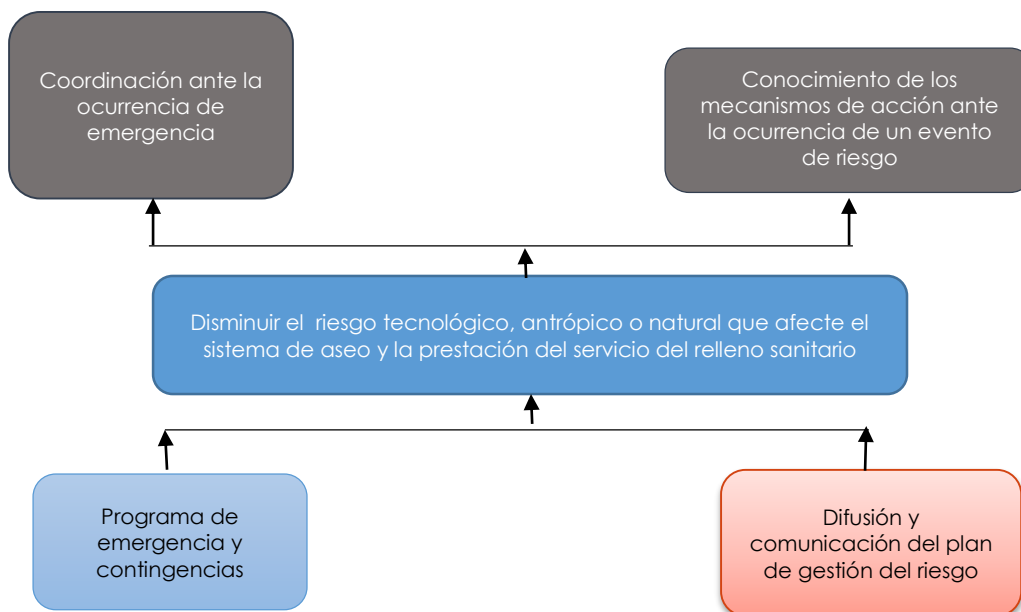 Coordinación ante la
ocurrencia de
emergencia
Conocimiento de los
mecanismos de acción ante
la ocurrencia de un evento
de riesgo
Disminuir el riesgo tecnológico, antrópico o natural que afecte el
sistema de aseo y la prestación del servicio del relleno sanitario
Programa de
emergencia y
contingencias
Difusión y
comunicación del plan
de gestión del riesgo